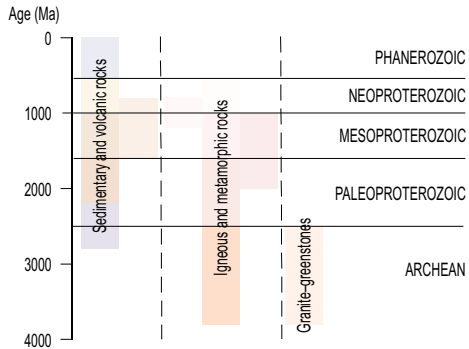 Age (Ma)
0
PHANEROZOIC
NEOPROTEROZOIC
1000
MESOPROTEROZOIC
PALEOPROTEROZOIC
2000
ARCHEAN
3000
4000
Sedimentary and volcanic rocks
Igneous and metamorphic rocks
Granite–greenstones